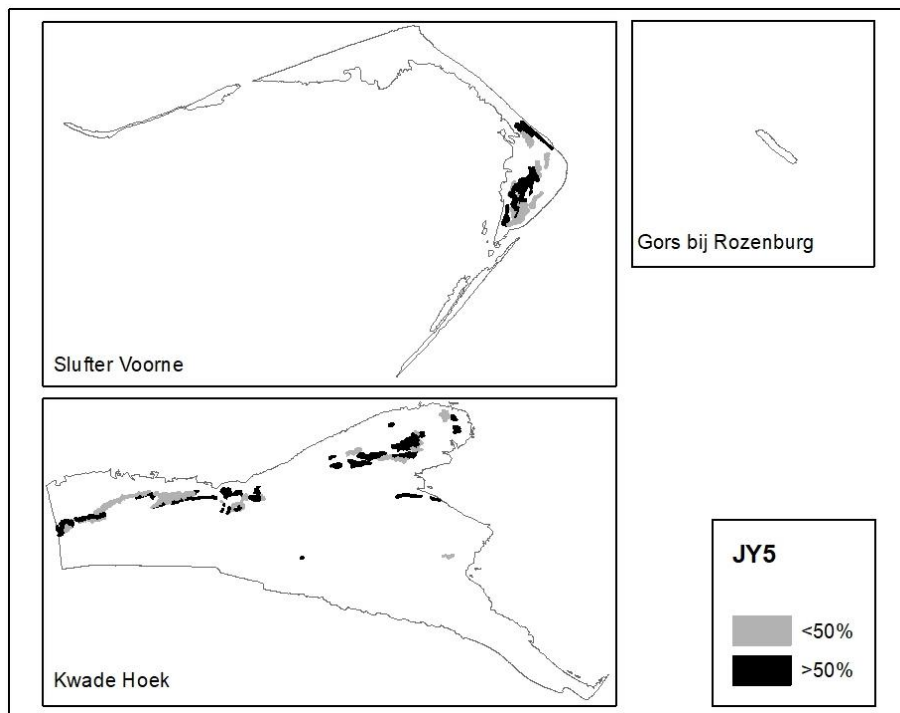 Slufter Voorne
Gors bij Rozenburg
Kwade Hoek
JY5
<50%
>50%